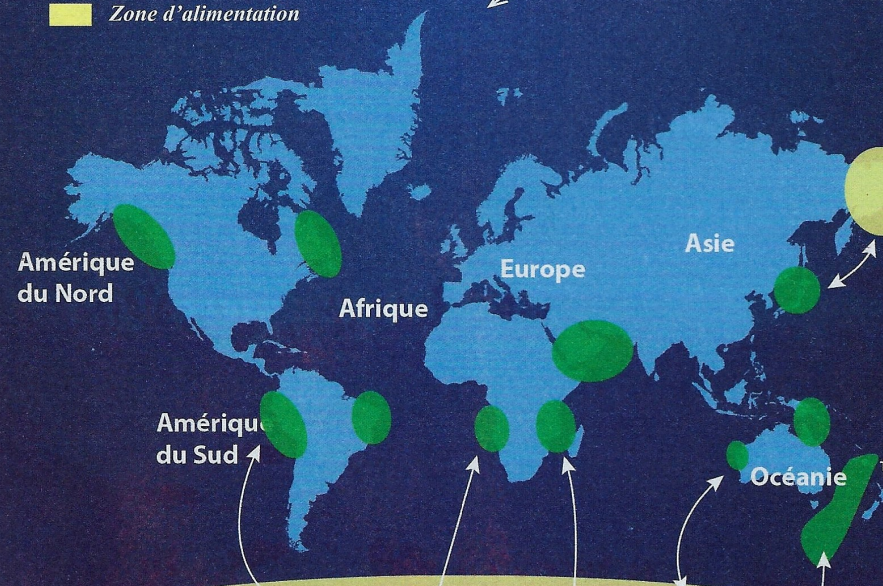 Zone d'alimentation
Amérique
du Nord
Afrique
Europe
Asie
Amérique
du Sud
Océanie